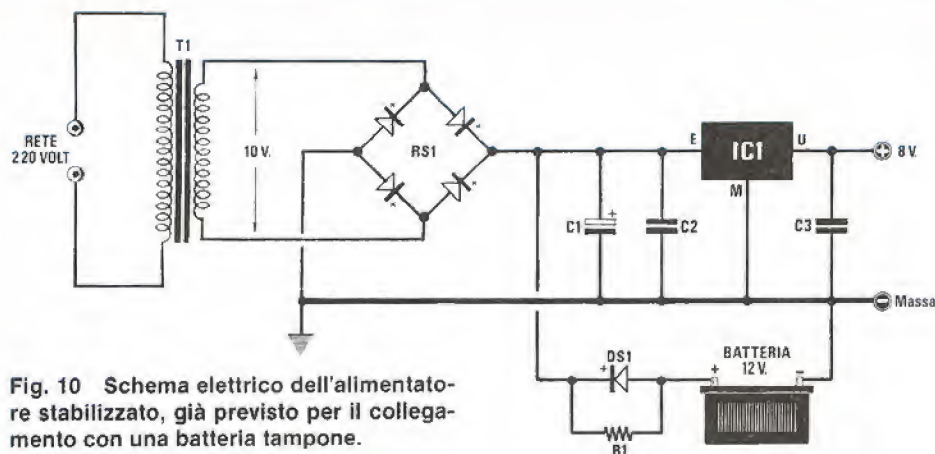 T1
RETE
220 VOLT
10 V.
RS1
E
IC1
U
M
8 V.
C1
+
C2
C3
Massa
DS1
+
R1
BATTERIA
12 V.
+
-
Fig. 10 Schema elettrico dell'alimentato-
re stabilizzato, già previsto per il collega-
mento con una batteria tampone.